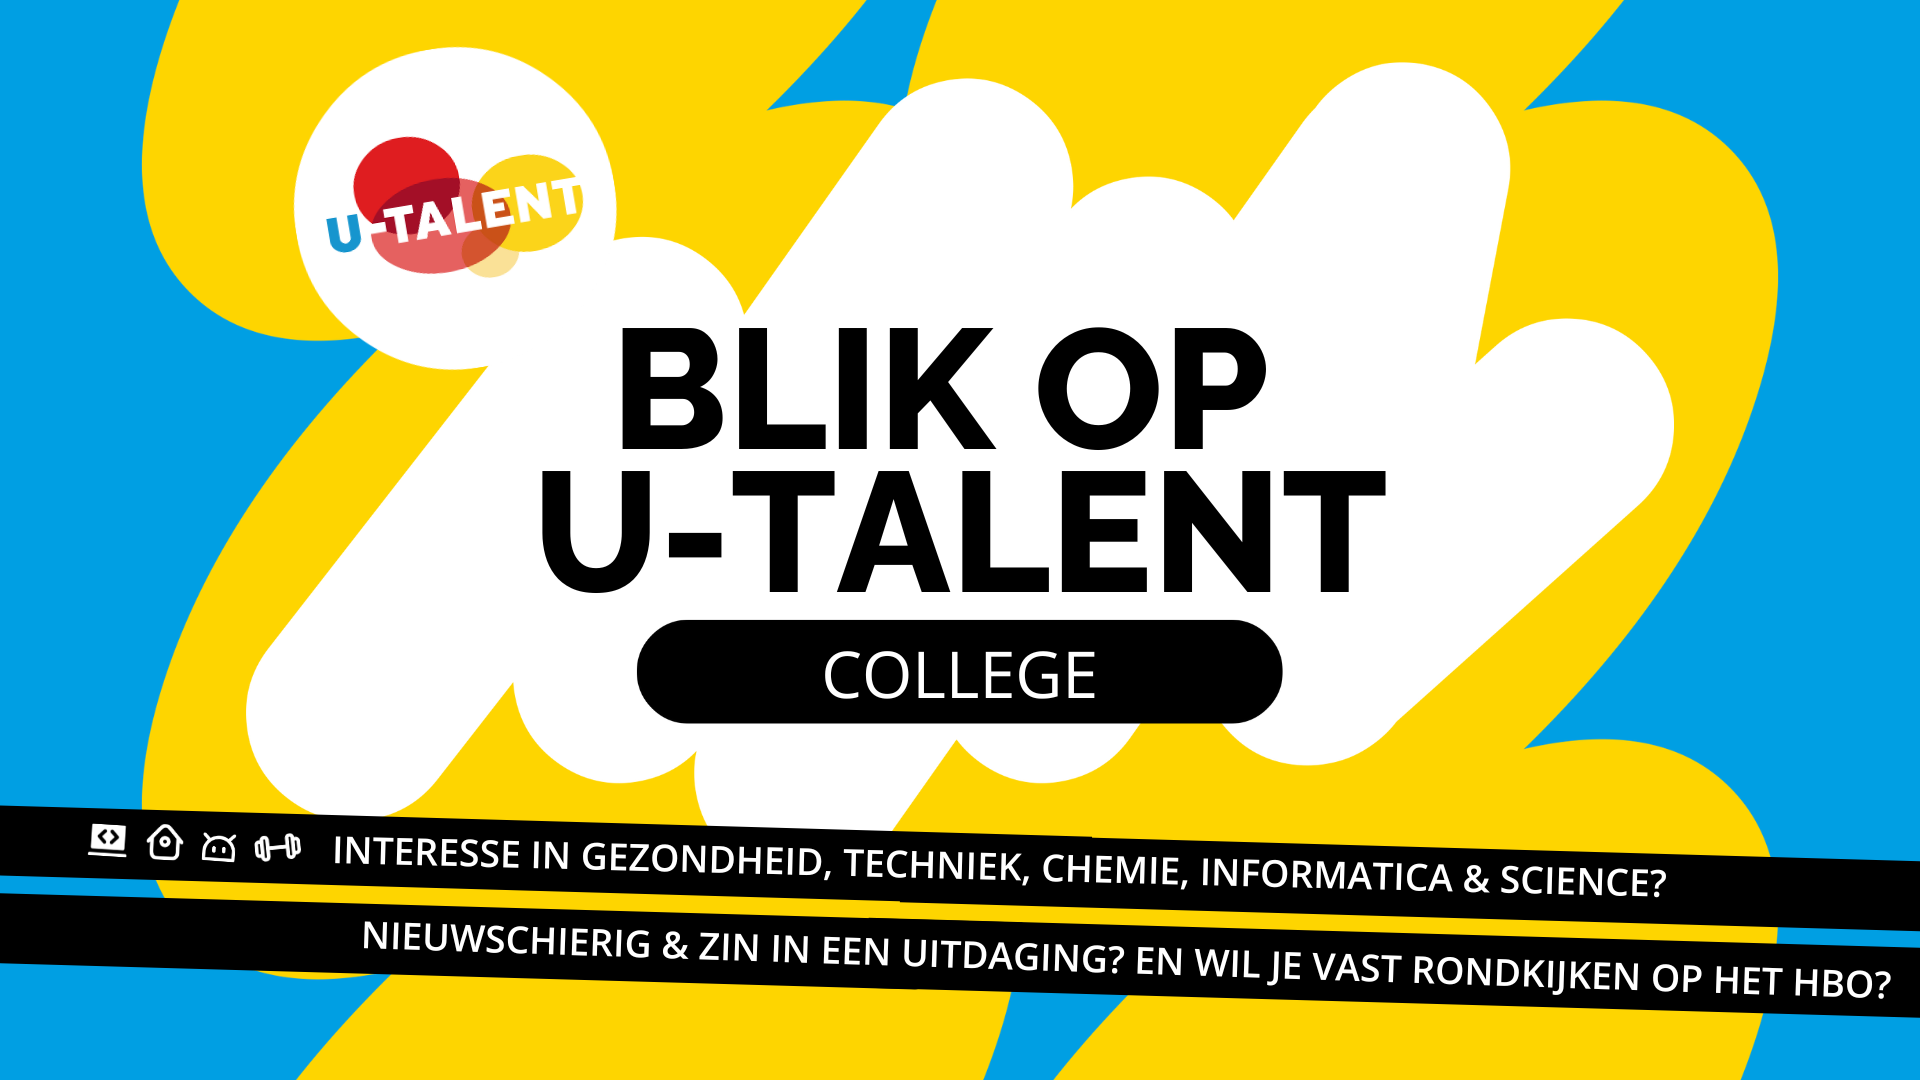 U-TALENT
BLIK OP
U-TALENT
COLLEGE
INTERESSE IN GEZONDHEID, TECHNIEK, CHEMIE, INFORMATICA & SCIENCE?
NIEUWSCHIERIG & ZIN IN EEN UITDAGING? EN WIL JE VAST RONDKIJKEN OP HET HBO?